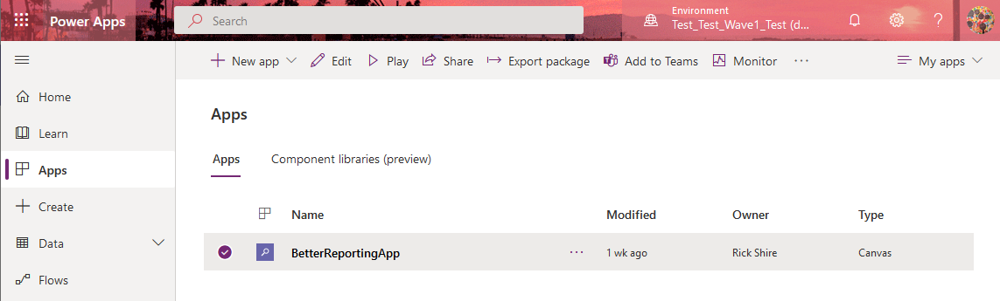 Power Apps
Search
Environment
Test_Test_Wave1_Test (d...
?
New app
Edit
Play
Share
Export package
Add to Teams
Monitor
...
My apps
Home
Learn
Apps
Create
Data
Flows
Apps
Apps
Component libraries (preview)
Name Modified Owner Type
BetterReportingApp ... 1 wk ago Rick Shire Canvas